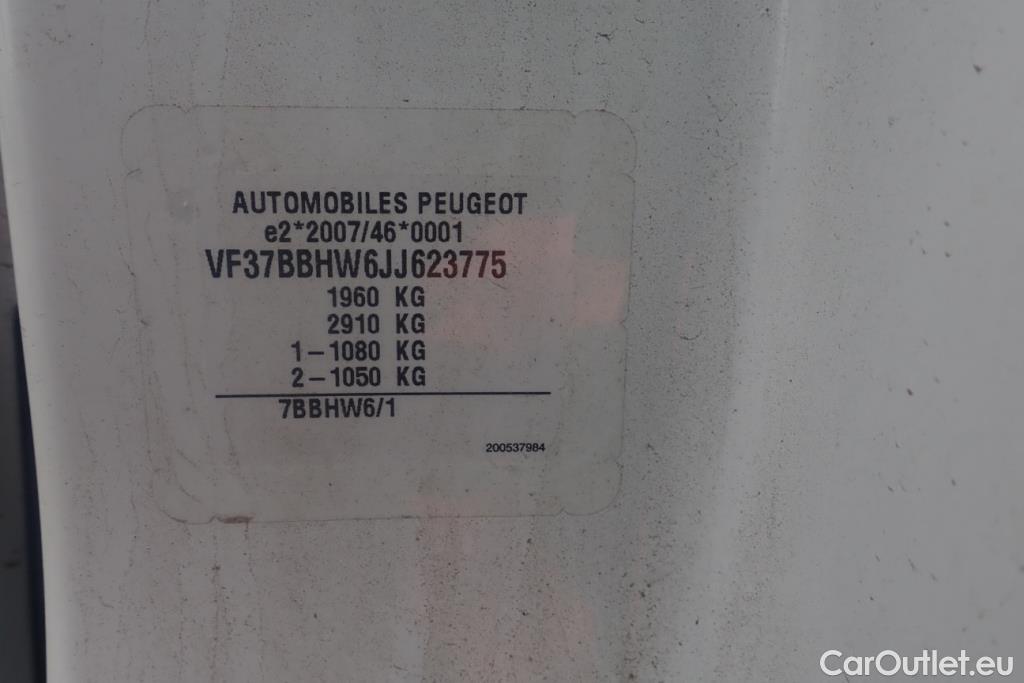 AUTOMOBILES PEUGEOT
e2*2007/46*0001
VF37BBHW6JJ623775
1960 KG
2910 KG
1-1080 KG
2-1050 KG
7BBHW6/1
200537984
CarOutlet.eu